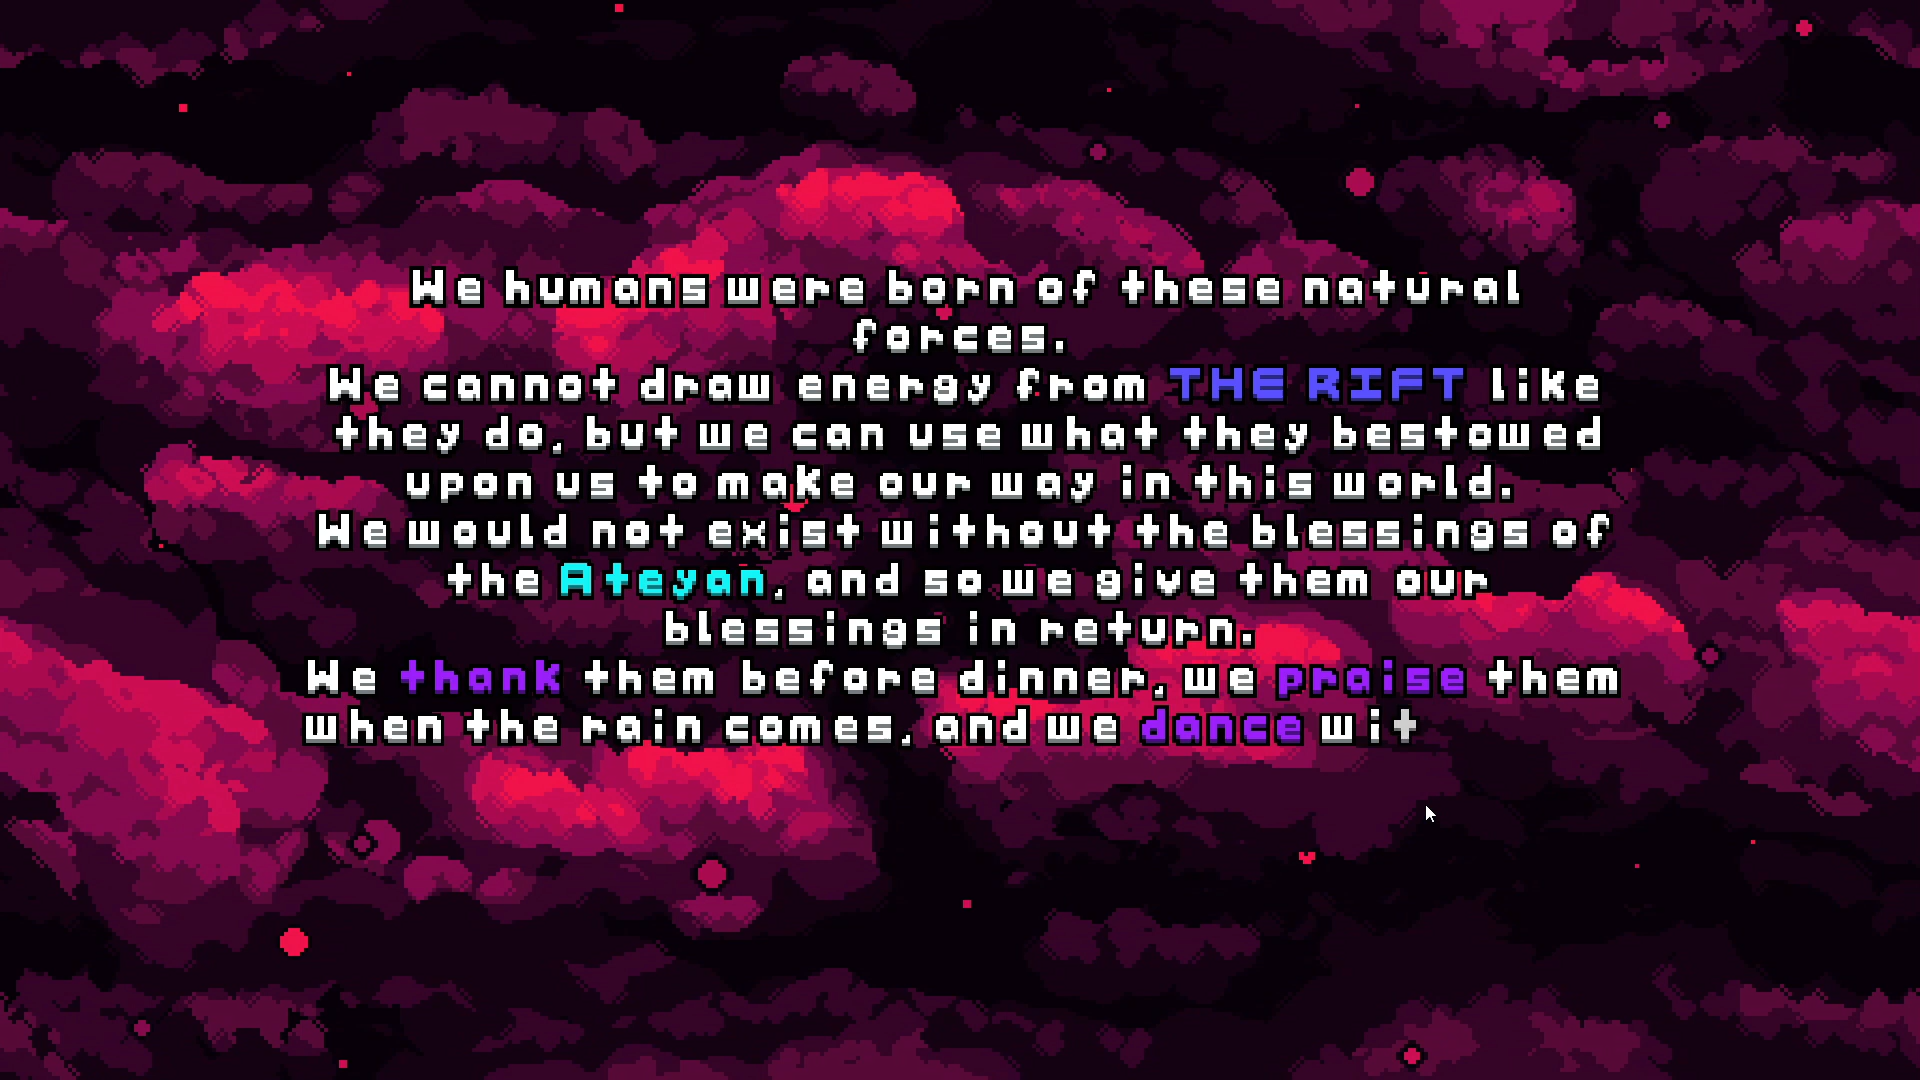 We humans were born of these natural
forces.
We cannot draw energy from THE RIFT like
they do, but we can use what they bestowed
upon us to make our way in this world.
We would not exist without the blessings of
the Ateyan, and so we give them our
blessings in return.
We thank them before dinner, we praise them
when the rain comes, and we dance wit